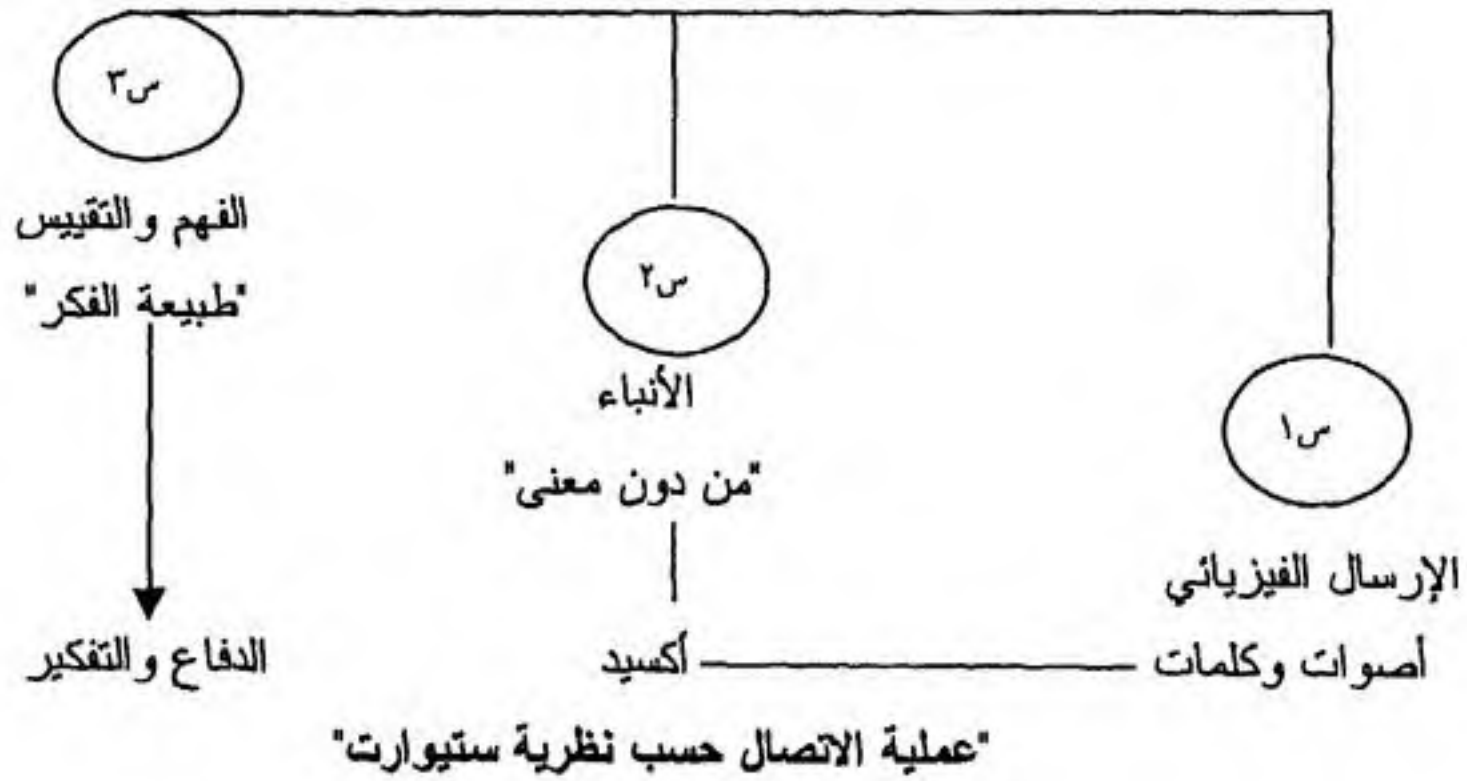 س١
الإرسال الفيزيائي
أصوات وكلمات
س٢
الأنباء
"من دون معنى"
أكسيد
س٣
الفهم والتقييس
"طبيعة الفكر"
الدفاع والتفكير
"عملية الاتصال حسب نظرية ستيوارت"